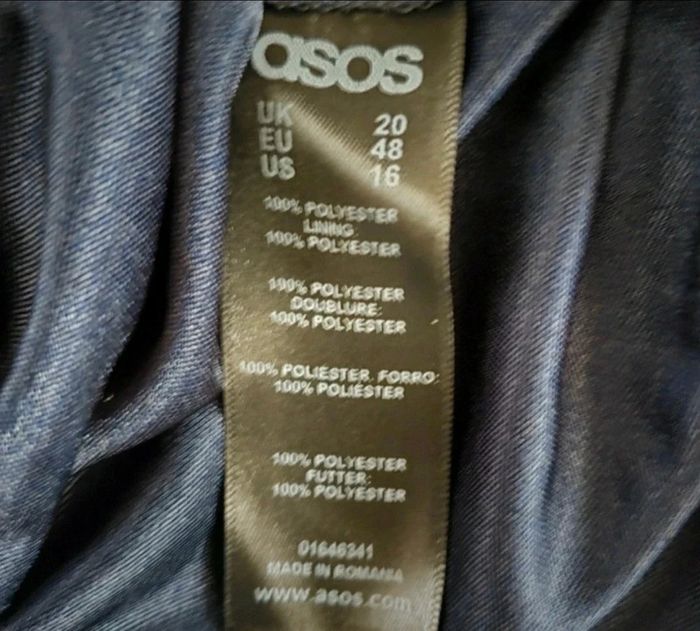 asos
UK 20
EU 48
US 16
100% POLYESTER
LINING:
100% POLYESTER
100% POLYESTER
DOUBLURE:
100% POLYESTER
100% POLIESTER. FORRO:
100% POLIESTER
100% POLYESTER
FUTTER:
100% POLYESTER
01646341
MADE IN ROMANIA
www.asos.com